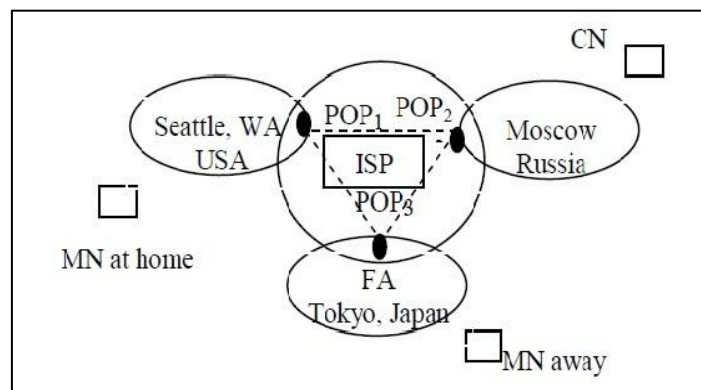 CN
POP1 POP2
Seattle, WA
USA
Moscow
Russia
ISP
POP3
MN at home
FA
Tokyo, Japan
MN away